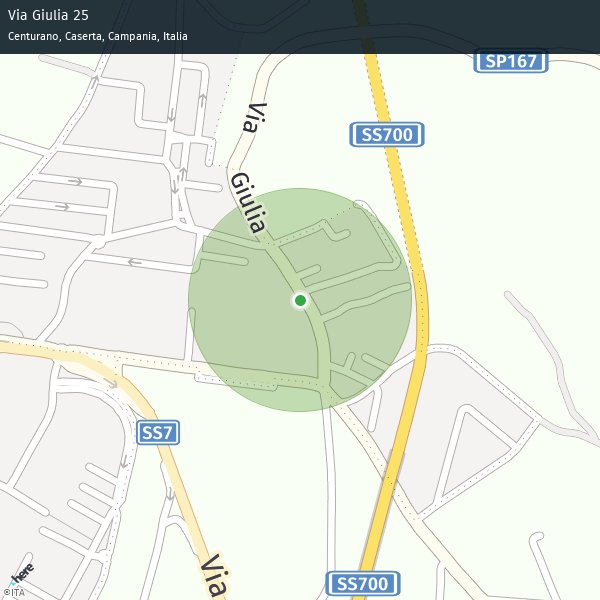 Via Giulia 25
Centurano, Caserta, Campania, Italia
SP167
Via
SS700
Giulia
SS7
Via
SS700
here
©ITA